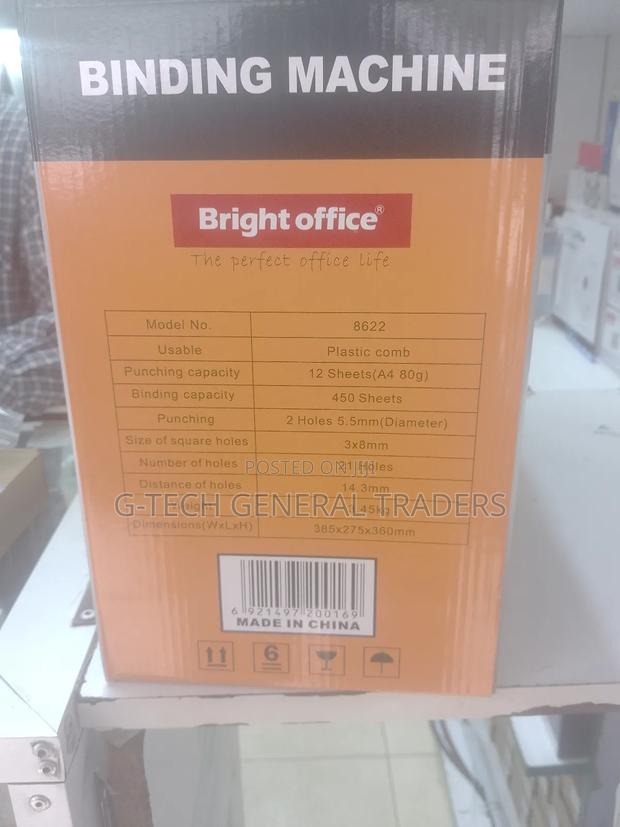 BINDING MACHINE
Bright office®
The perfect office life
Model No. 8622
Usable Plastic comb
Punching capacity 12 Sheets(A4 80g)
Binding capacity 450 Sheets
Punching 2 Holes 5.5mm(Diameter)
Size of square holes 3x8mm
Number of holes 21 Holes
POSTED ON JIJI
Distance of holes 14.3mm
G-TECH GENERAL TRADERS
Dimensions(WxLxH) 385x275x360mm
6 921497 200169
MADE IN CHINA
6